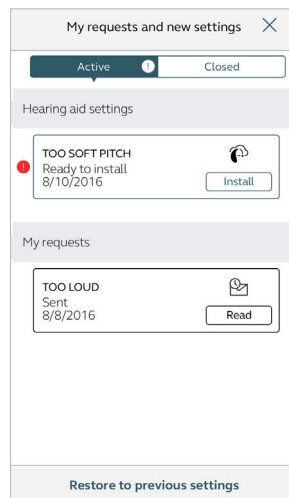 My requests and new settings
Active ! Closed
Hearing aid settings
TOO SOFT PITCH
! Ready to install
8/10/2016 Install
My requests
TOO LOUD
Sent
8/8/2016 Read
Restore to previous settings